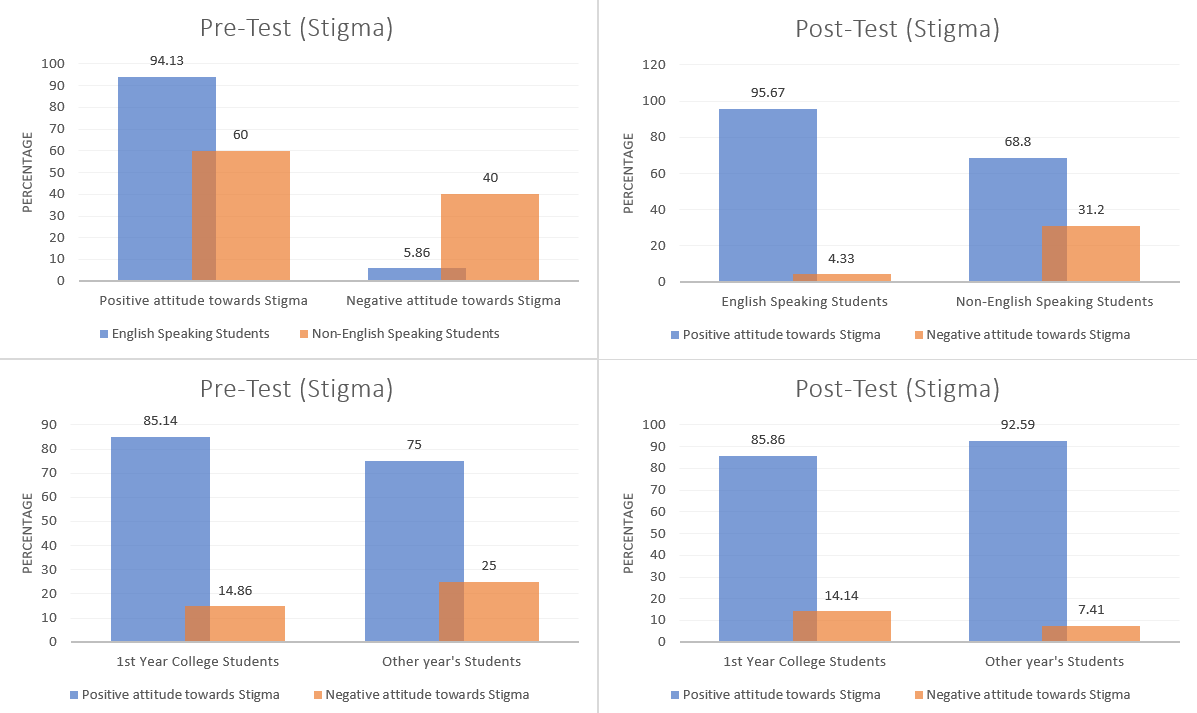 Pre-Test (Stigma)
PERCENTAGE
100
90
80
70
60
50
40
30
20
10
0
94.13
60
5.86
40
Positive attitude towards Stigma
Negative attitude towards Stigma
English Speaking Students
Non-English Speaking Students
Post-Test (Stigma)
PERCENTAGE
120
100
80
60
40
20
0
95.67
4.33
68.8
31.2
English Speaking Students
Non-English Speaking Students
Positive attitude towards Stigma
Negative attitude towards Stigma
Pre-Test (Stigma)
PERCENTAGE
90
80
70
60
50
40
30
20
10
0
85.14
14.86
75
25
1st Year College Students
Other year's Students
Positive attitude towards Stigma
Negative attitude towards Stigma
Post-Test (Stigma)
PERCENTAGE
100
90
80
70
60
50
40
30
20
10
0
85.86
14.14
92.59
7.41
1st Year College Students
Other year's Students
Positive attitude towards Stigma
Negative attitude towards Stigma